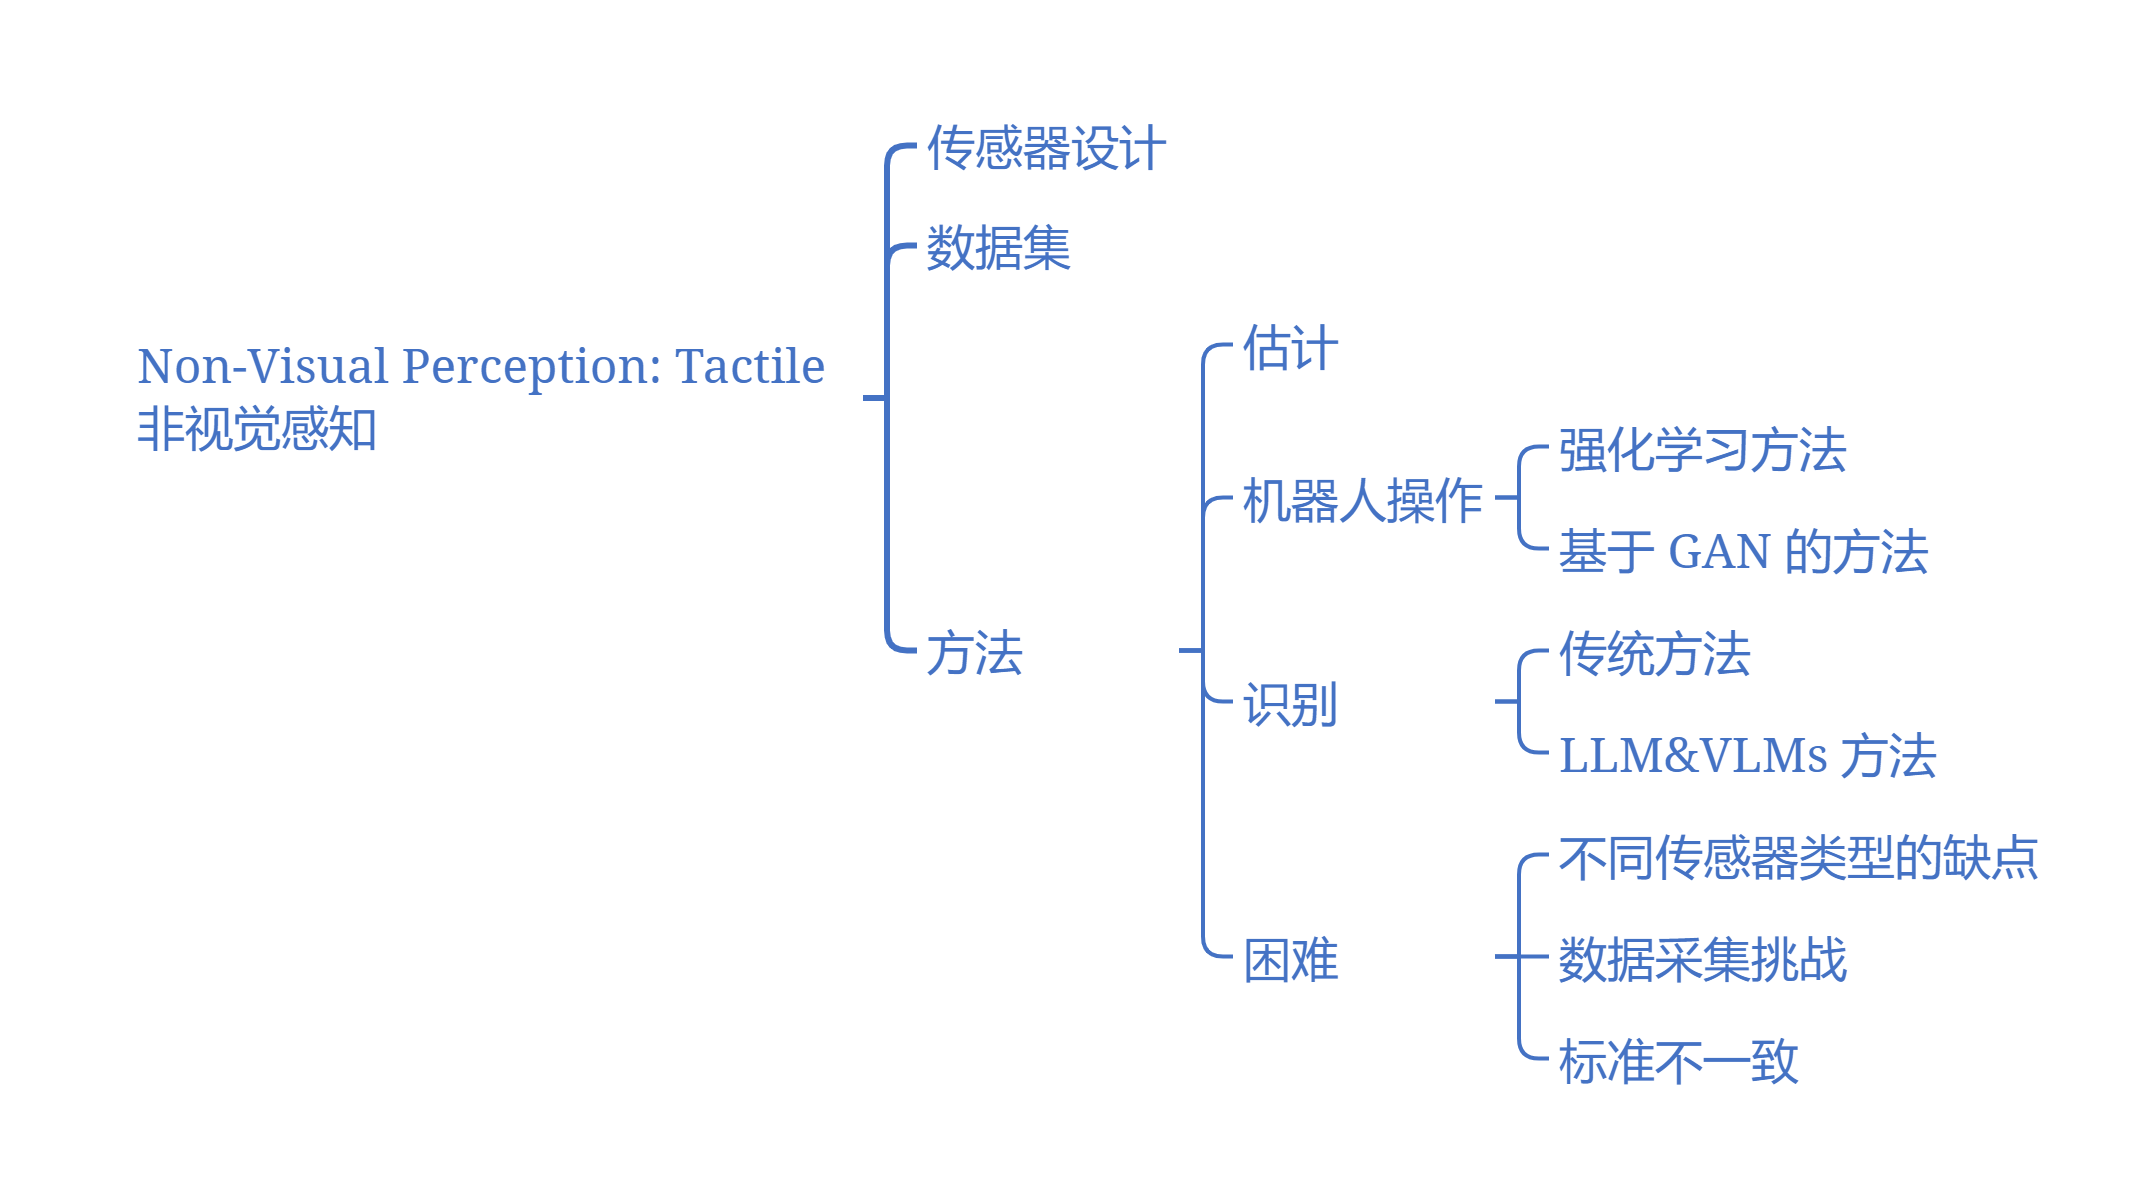 Non-Visual Perception: Tactile
非视觉感知
传感器设计
数据集
方法
估计
机器人操作
强化学习方法
基于 GAN 的方法
识别
传统方法
LLM&VLMs 方法
困难
不同传感器类型的缺点
数据采集挑战
标准不一致